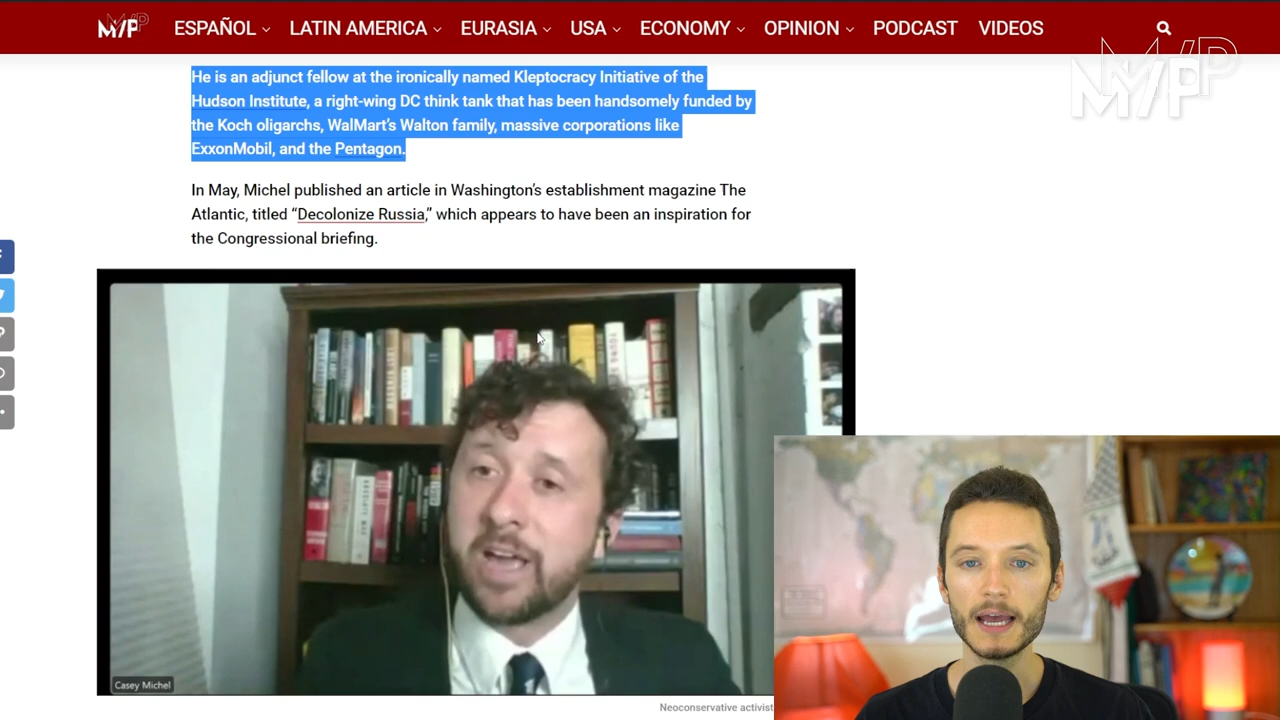 M/P ESPAÑOL LATIN AMERICA EURASIA USA ECONOMY OPINION PODCAST VIDEOS
M/P
He is an adjunct fellow at the ironically named Kleptocracy Initiative of the
Hudson Institute, a right-wing DC think tank that has been handsomely funded by
the Koch oligarchs, WalMart’s Walton family, massive corporations like
ExxonMobil, and the Pentagon.
In May, Michel published an article in Washington’s establishment magazine The
Atlantic, titled “Decolonize Russia,” which appears to have been an inspiration for
the Congressional briefing.
Casey Michel
Neoconservative activist